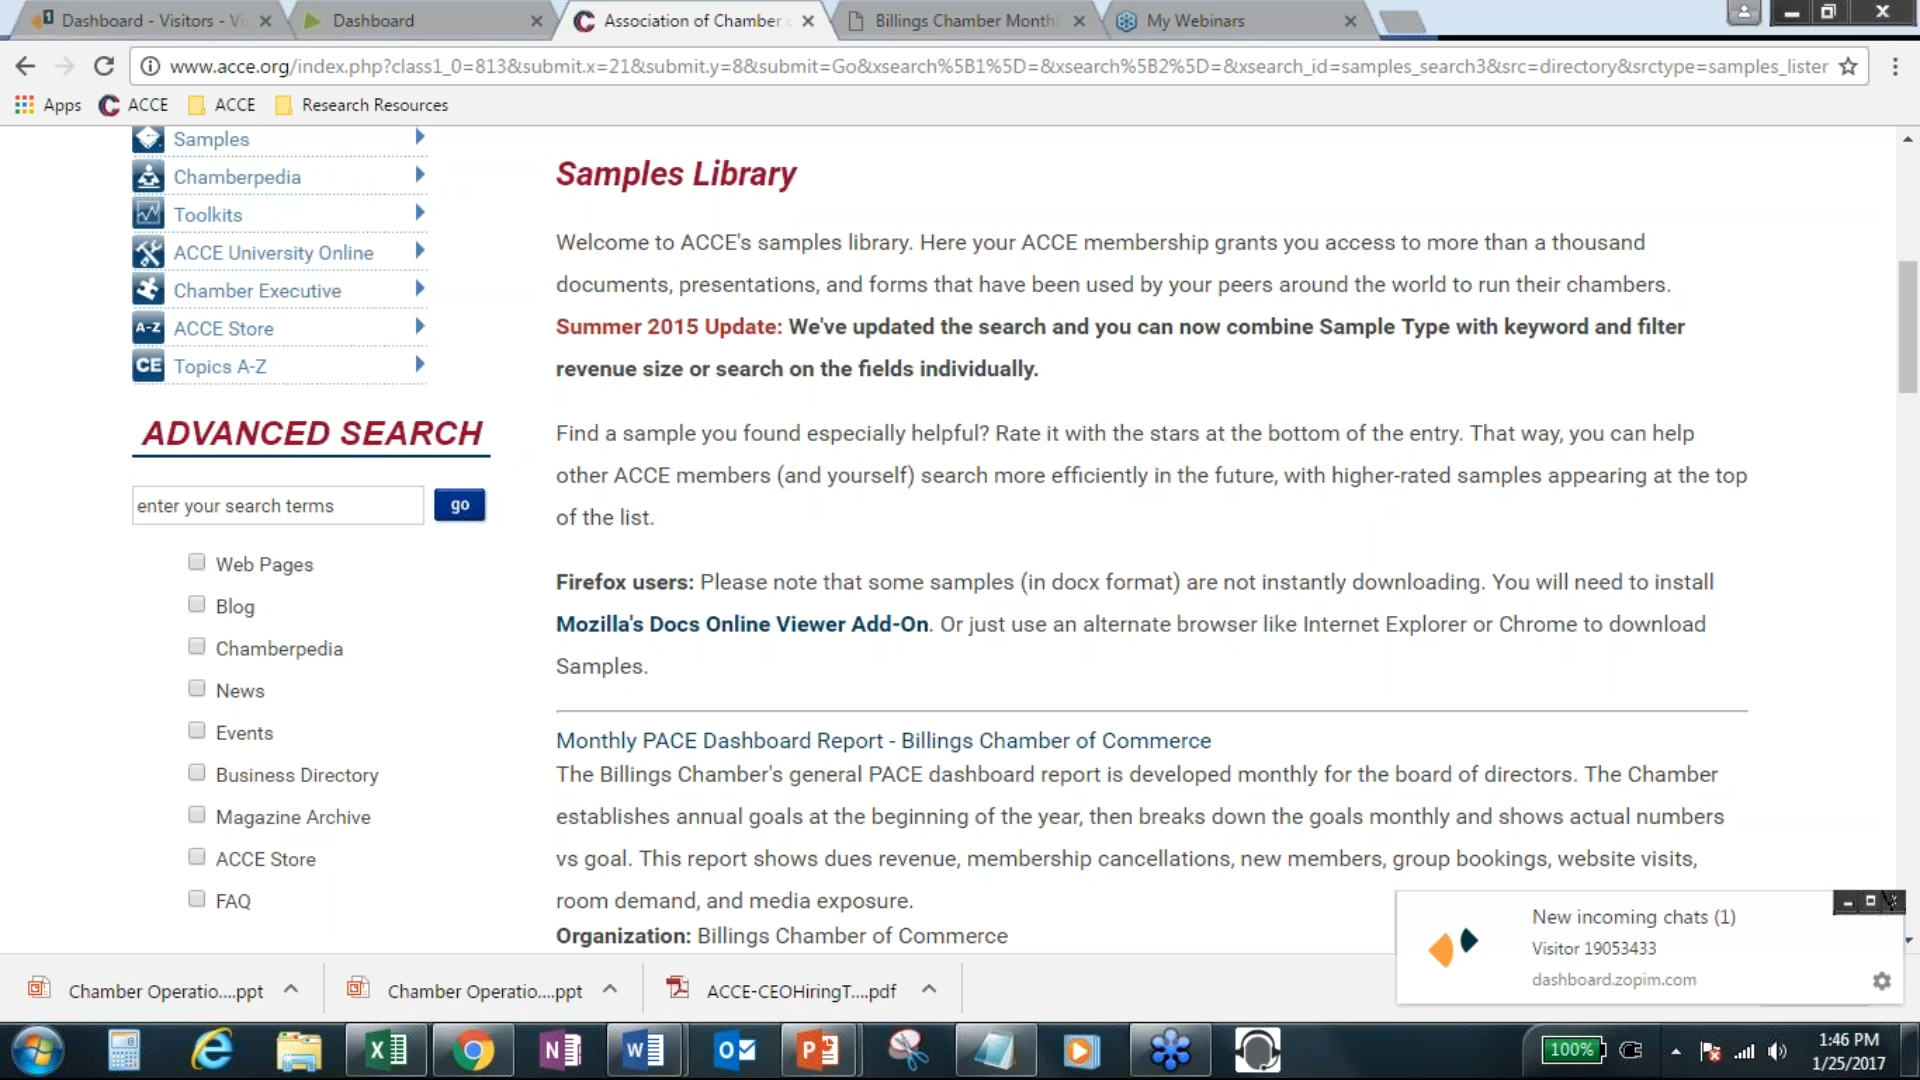 Dashboard - Visitors - Vi
Dashboard
Association of Chamber
Billings Chamber Month
My Webinars
www.acce.org/index.php?class1_0=813&submit.x=21&submit.y=8&submit=Go&xsearch%5B1%5D=&xsearch%5B2%5D=&xsearch_id=samples_search3&src=directory&srctype=samples_lister
Apps
ACCE
ACCE
Research Resources
Samples
Chamberpedia
Toolkits
ACCE University Online
Chamber Executive
A-Z ACCE Store
CE Topics A-Z
ADVANCED SEARCH
enter your search terms
go
Web Pages
Blog
Chamberpedia
News
Events
Business Directory
Magazine Archive
ACCE Store
FAQ
Samples Library
Welcome to ACCE's samples library. Here your ACCE membership grants you access to more than a thousand
documents, presentations, and forms that have been used by your peers around the world to run their chambers.
Summer 2015 Update: We've updated the search and you can now combine Sample Type with keyword and filter
revenue size or search on the fields individually.
Find a sample you found especially helpful? Rate it with the stars at the bottom of the entry. That way, you can help
other ACCE members (and yourself) search more efficiently in the future, with higher-rated samples appearing at the top
of the list.
Firefox users: Please note that some samples (in docx format) are not instantly downloading. You will need to install
Mozilla's Docs Online Viewer Add-On. Or just use an alternate browser like Internet Explorer or Chrome to download
Samples.
Monthly PACE Dashboard Report - Billings Chamber of Commerce
The Billings Chamber's general PACE dashboard report is developed monthly for the board of directors. The Chamber
establishes annual goals at the beginning of the year, then breaks down the goals monthly and shows actual numbers
vs goal. This report shows dues revenue, membership cancellations, new members, group bookings, website visits,
room demand, and media exposure.
Organization: Billings Chamber of Commerce
New incoming chats (1)
Visitor 19053433
dashboard.zopim.com
Chamber Operatio....ppt
Chamber Operatio....ppt
ACCE-CEOHiringT....pdf
100%
1:46 PM
1/25/2017